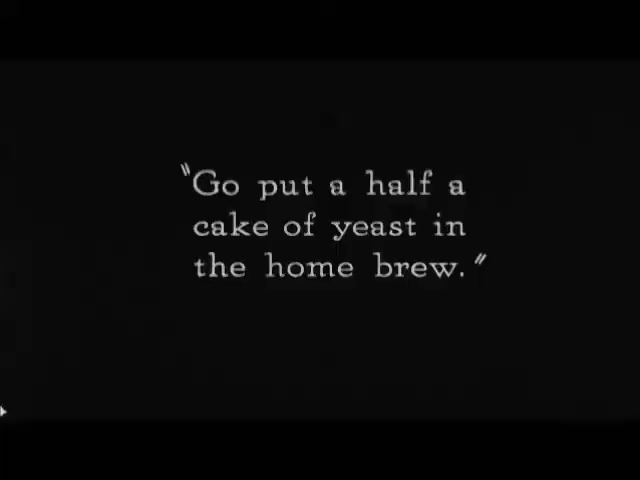 "Go put a half a
cake of yeast in
the home brew."